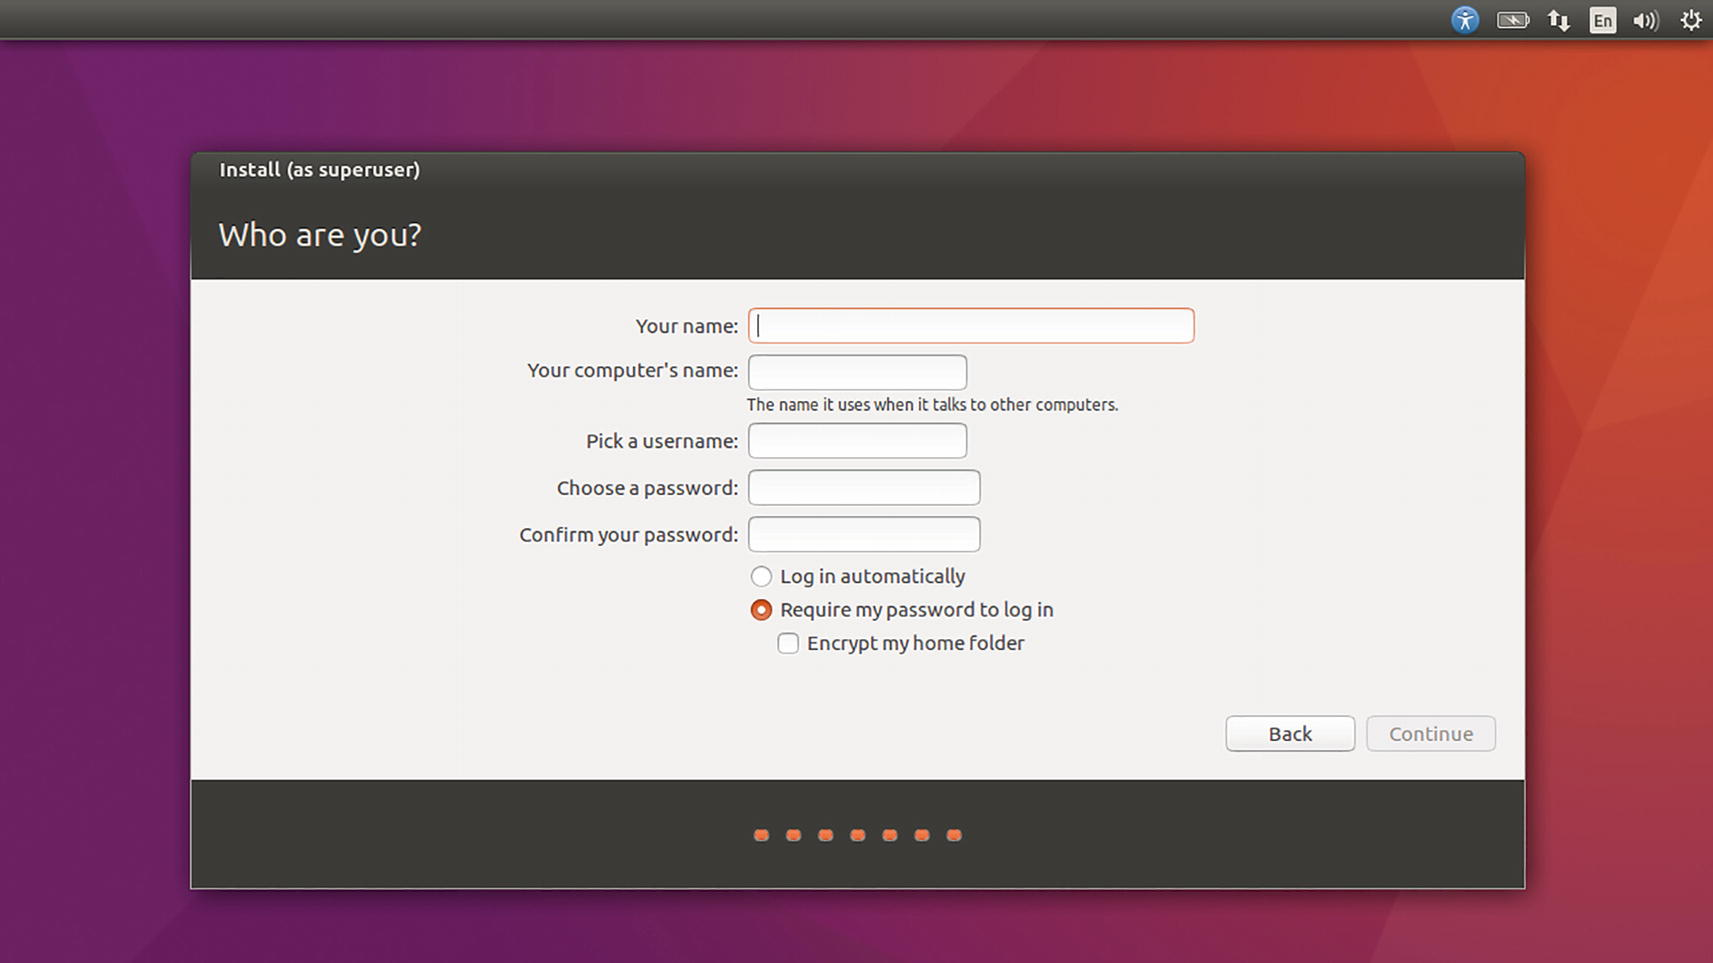 En
Install (as superuser)
Who are you?
Your name:
Your computer's name:
The name it uses when it talks to other computers.
Pick a username:
Choose a password:
Confirm your password:
Log in automatically
Require my password to log in
Encrypt my home folder
Back Continue